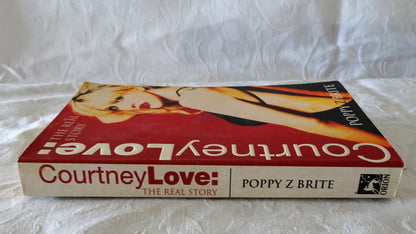 CourtneyLove:
THE REAL STORY
POPPY Z BRITE
CourtneyLove:
THE REAL STORY
POPPY Z BRITE
ORION